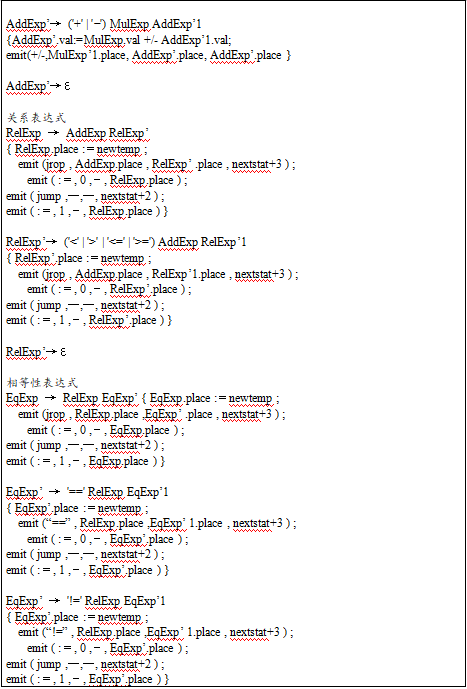 AddExp’→ ('+' | '−') MulExp AddExp’1
{AddExp’.val:=MulExp.val +/- AddExp’1.val;
emit(+/-,MulExp’1.place, AddExp’.place, AddExp’.place }
AddExp’→ ε
关系表达式
RelExp → AddExp RelExp’
{ RelExp.place := newtemp ;
emit (jrop , AddExp.place , RelExp’ .place , nextstat+3 ) ;
emit ( := , 0 , − , RelExp.place ) ;
emit ( jump ,—,—, nextstat+2 ) ;
emit ( := , 1 , − , RelExp.place ) }
RelExp’→ ('<' | '>' | '<=' | '>=') AddExp RelExp’1
{ RelExp’.place := newtemp ;
emit (jrop , AddExp.place , RelExp’1.place , nextstat+3 ) ;
emit ( := , 0 , − , RelExp’.place ) ;
emit ( jump ,—,—, nextstat+2 ) ;
emit ( := , 1 , − , RelExp’.place ) }
RelExp’→ ε
相等性表达式
EqExp → RelExp EqExp’ { EqExp.place := newtemp ;
emit (jrop , RelExp.place ,EqExp’ .place , nextstat+3 ) ;
emit ( := , 0 , − , EqExp.place ) ;
emit ( jump ,—,—, nextstat+2 ) ;
emit ( := , 1 , − , EqExp.place ) }
EqExp’ → '==' RelExp EqExp’1
{ EqExp’.place := newtemp ;
emit (“==” , RelExp.place ,EqExp’ 1.place , nextstat+3 ) ;
emit ( := , 0 , − , EqExp’.place ) ;
emit ( jump ,—,—, nextstat+2 ) ;
emit ( := , 1 , − , EqExp’.place ) }
EqExp’ → '!=' RelExp EqExp’1
{ EqExp’.place := newtemp ;
emit (“!=” , RelExp.place ,EqExp’ 1.place , nextstat+3 ) ;
emit ( := , 0 , − , EqExp’.place ) ;
emit ( jump ,—,—, nextstat+2 ) ;
emit ( := , 1 , − , EqExp’.place ) }